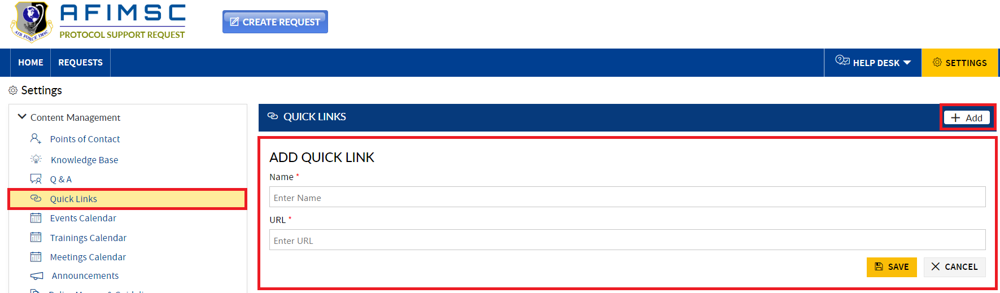 AFIMSC
PROTOCOL SUPPORT REQUEST
AIR FORCE IMSC
CREATE REQUEST
HOME
REQUESTS
HELP DESK
SETTINGS
Settings
Content Management
Points of Contact
Knowledge Base
Q & A
Quick Links
Events Calendar
Trainings Calendar
Meetings Calendar
Announcements
QUICK LINKS
+ Add
ADD QUICK LINK
Name *
Enter Name
URL *
Enter URL
SAVE
CANCEL